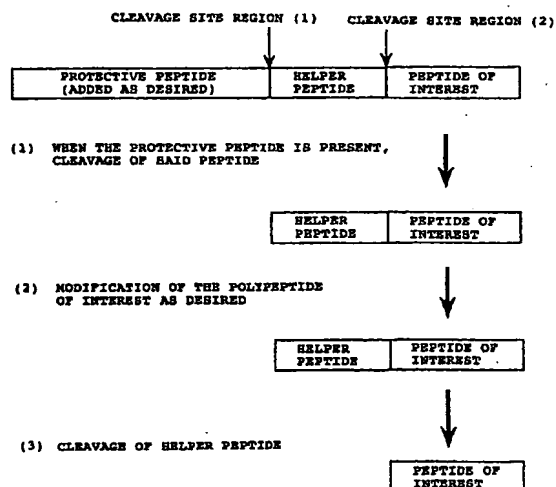 CLEAVAGE SITE REGION (1) CLEAVAGE SITE REGION (2)
PROTECTIVE PEPTIDE HELPER PEPTIDE OF
(ADDED AS DESIRED) PEPTIDE INTEREST
(1) WHEN THE PROTECTIVE PEPTIDE IS PRESENT,
CLEAVAGE OF SAID PEPTIDE
HELPER PEPTIDE OF
PEPTIDE INTEREST
(2) MODIFICATION OF THE POLYPEPTIDE
OF INTEREST AS DESIRED
HELPER PEPTIDE OF
PEPTIDE INTEREST
(3) CLEAVAGE OF HELPER PEPTIDE
PEPTIDE OF
INTEREST